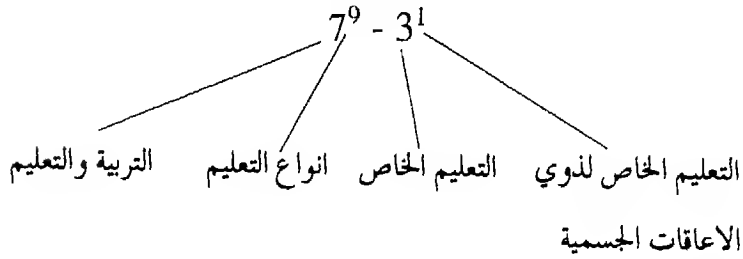 7⁹ - 3¹
التعليم الخاص لذوي التعليم الخاص انواع التعليم التربية والتعليم
الاعاقات الجسمية